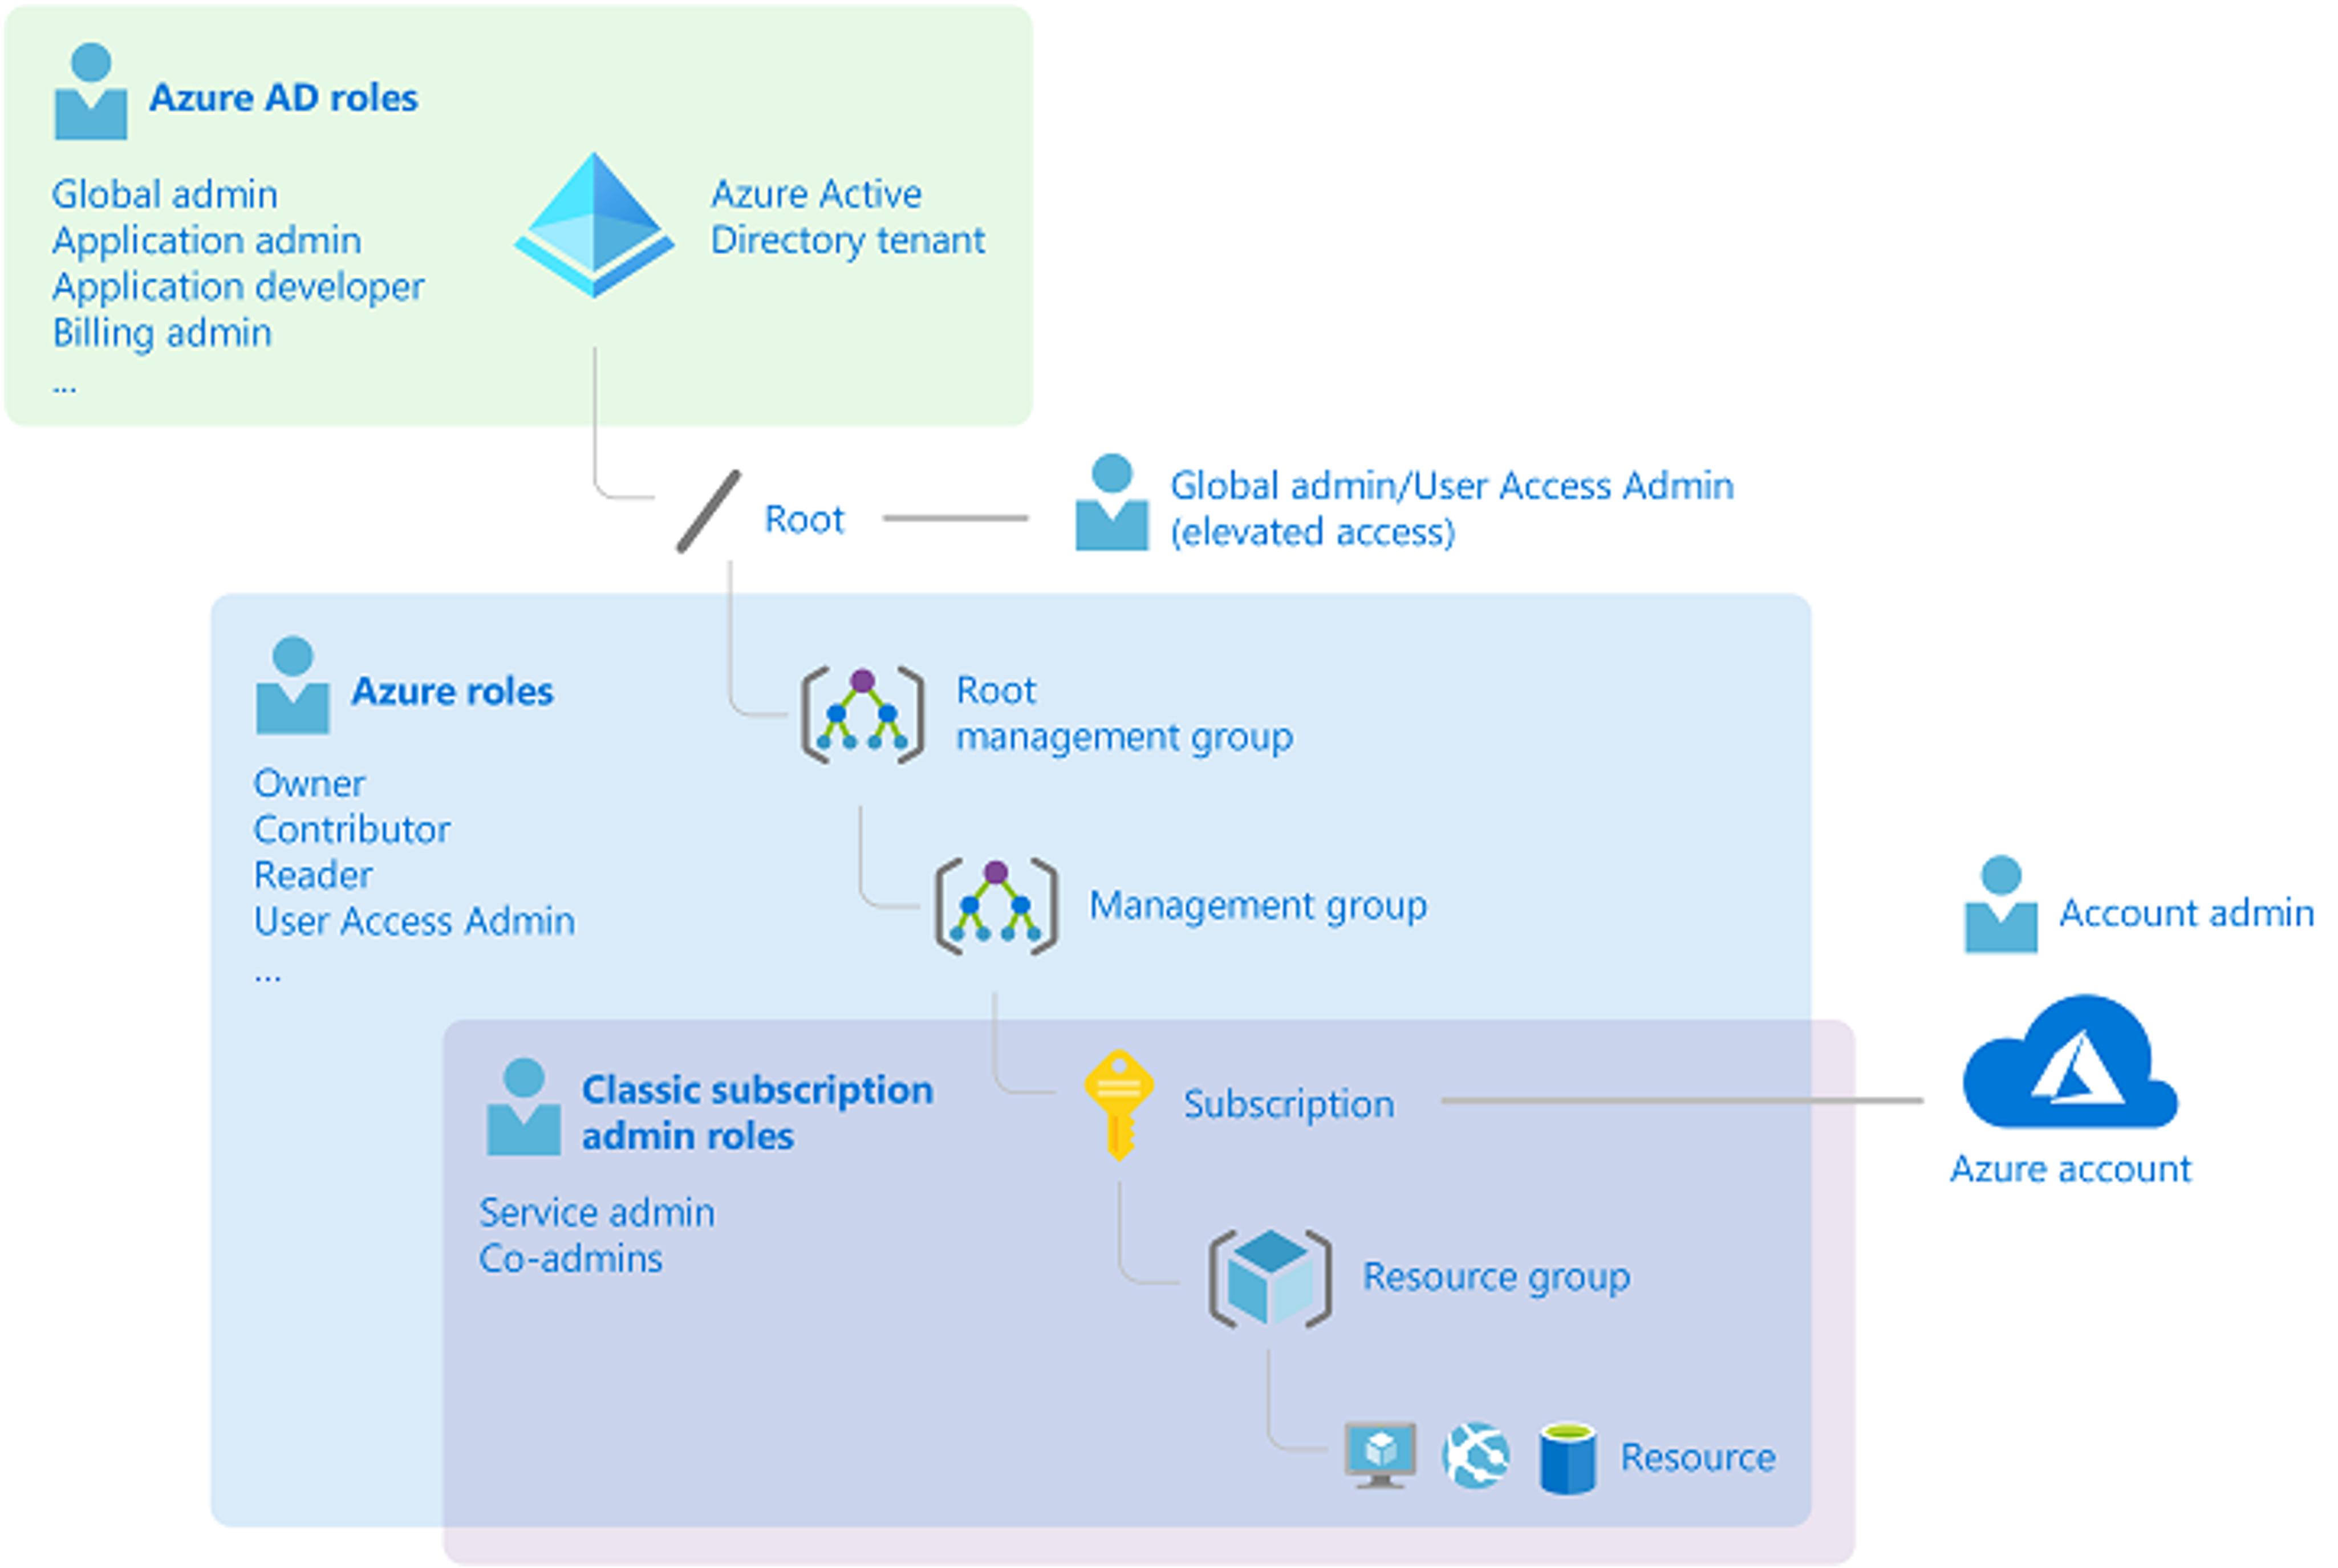 Azure AD roles
Global admin
Application admin
Application developer
Billing admin
...
Azure Active
Directory tenant
Root
Global admin/User Access Admin
(elevated access)
Azure roles
Owner
Contributor
Reader
User Access Admin
...
Root
management group
Management group
Account admin
Azure account
Classic subscription
admin roles
Service admin
Co-admins
Subscription
Resource group
Resource